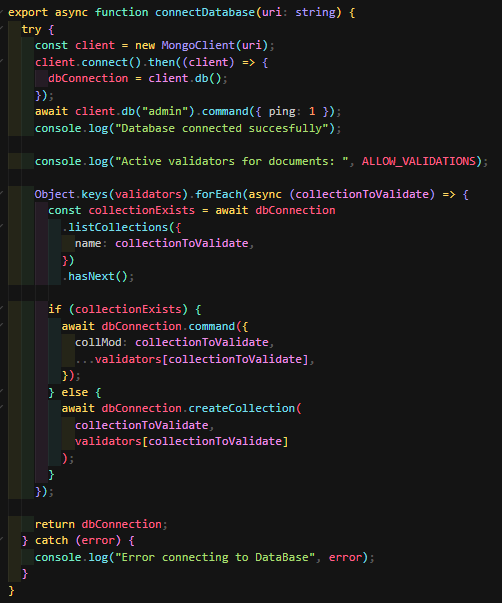 export async function connectDatabase(uri: string) {
  try {
    const client = new MongoClient(uri);
    client.connect().then((client) => {
      dbConnection = client.db();
    });
    await client.db("admin").command({ ping: 1 });
    console.log("Database connected succesfully");

    console.log("Active validators for documents: ", ALLOW_VALIDATIONS);

    Object.keys(validators).forEach(async (collectionToValidate) => {
      const collectionExists = await dbConnection
        .listCollections({
          name: collectionToValidate,
        })
        .hasNext();

      if (collectionExists) {
        await dbConnection.command({
          collMod: collectionToValidate,
          ...validators[collectionToValidate],
        });
      } else {
        await dbConnection.createCollection(
          collectionToValidate,
          validators[collectionToValidate]
        );
      }
    });

    return dbConnection;
  } catch (error) {
    console.log("Error connecting to DataBase", error);
  }
}